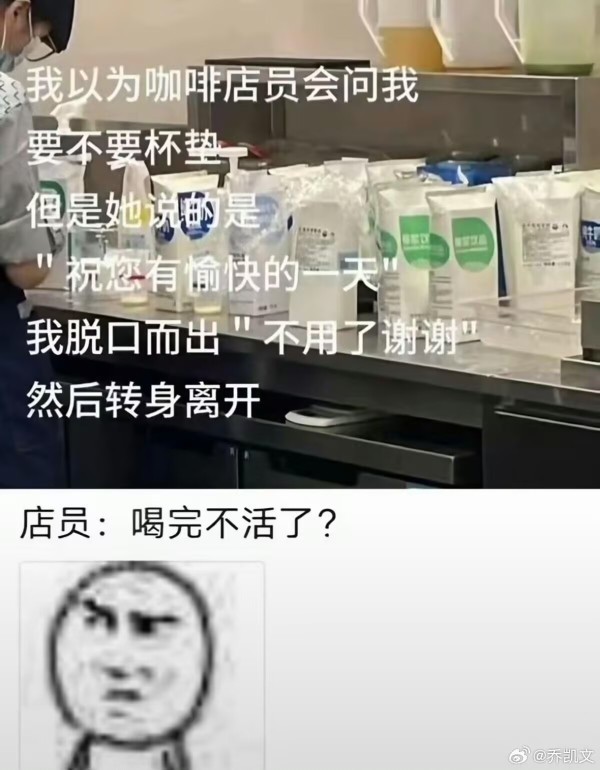 我以为咖啡店员会问我
要不要杯垫
但是她说的是
"祝您有愉快的一天"
我脱口而出"不用了谢谢"
然后转身离开
店员：喝完不活了？
@乔凯文